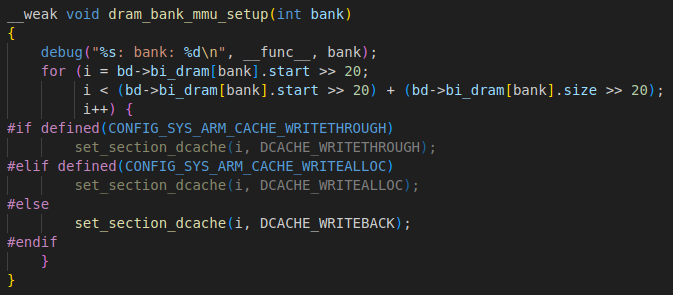 __weak void dram_bank_mmu_setup(int bank)
{
    debug("%s: bank: %d\n", __func__, bank);
    for (i = bd->bi_dram[bank].start >> 20;
         i < (bd->bi_dram[bank].start >> 20) + (bd->bi_dram[bank].size >> 20);
         i++) {
#if defined(CONFIG_SYS_ARM_CACHE_WRITETHROUGH)
        set_section_dcache(i, DCACHE_WRITETHROUGH);
#elif defined(CONFIG_SYS_ARM_CACHE_WRITEALLOC)
        set_section_dcache(i, DCACHE_WRITEALLOC);
#else
        set_section_dcache(i, DCACHE_WRITEBACK);
#endif
    }
}